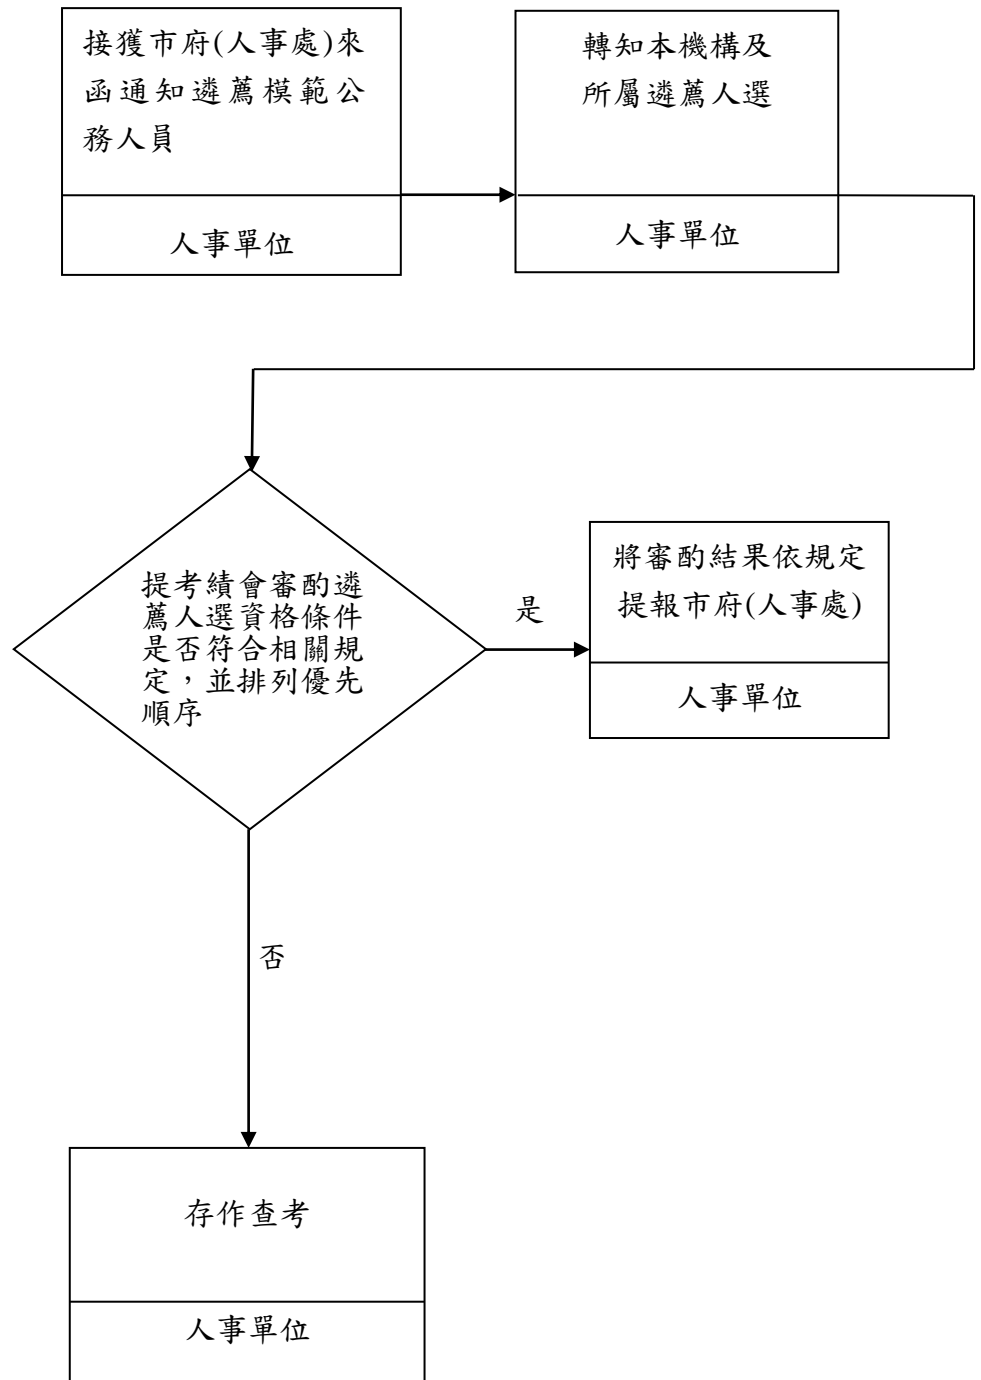 接獲市府(人事處)來
函通知遴薦模範公
務人員
人事單位
轉知本機構及
所屬遴薦人選
人事單位
提考績會審酌遴
薦人選資格條件
是否符合相關規
定，並排列優先
順序
是
將審酌結果依規定
提報市府(人事處)
人事單位
否
存作查考
人事單位